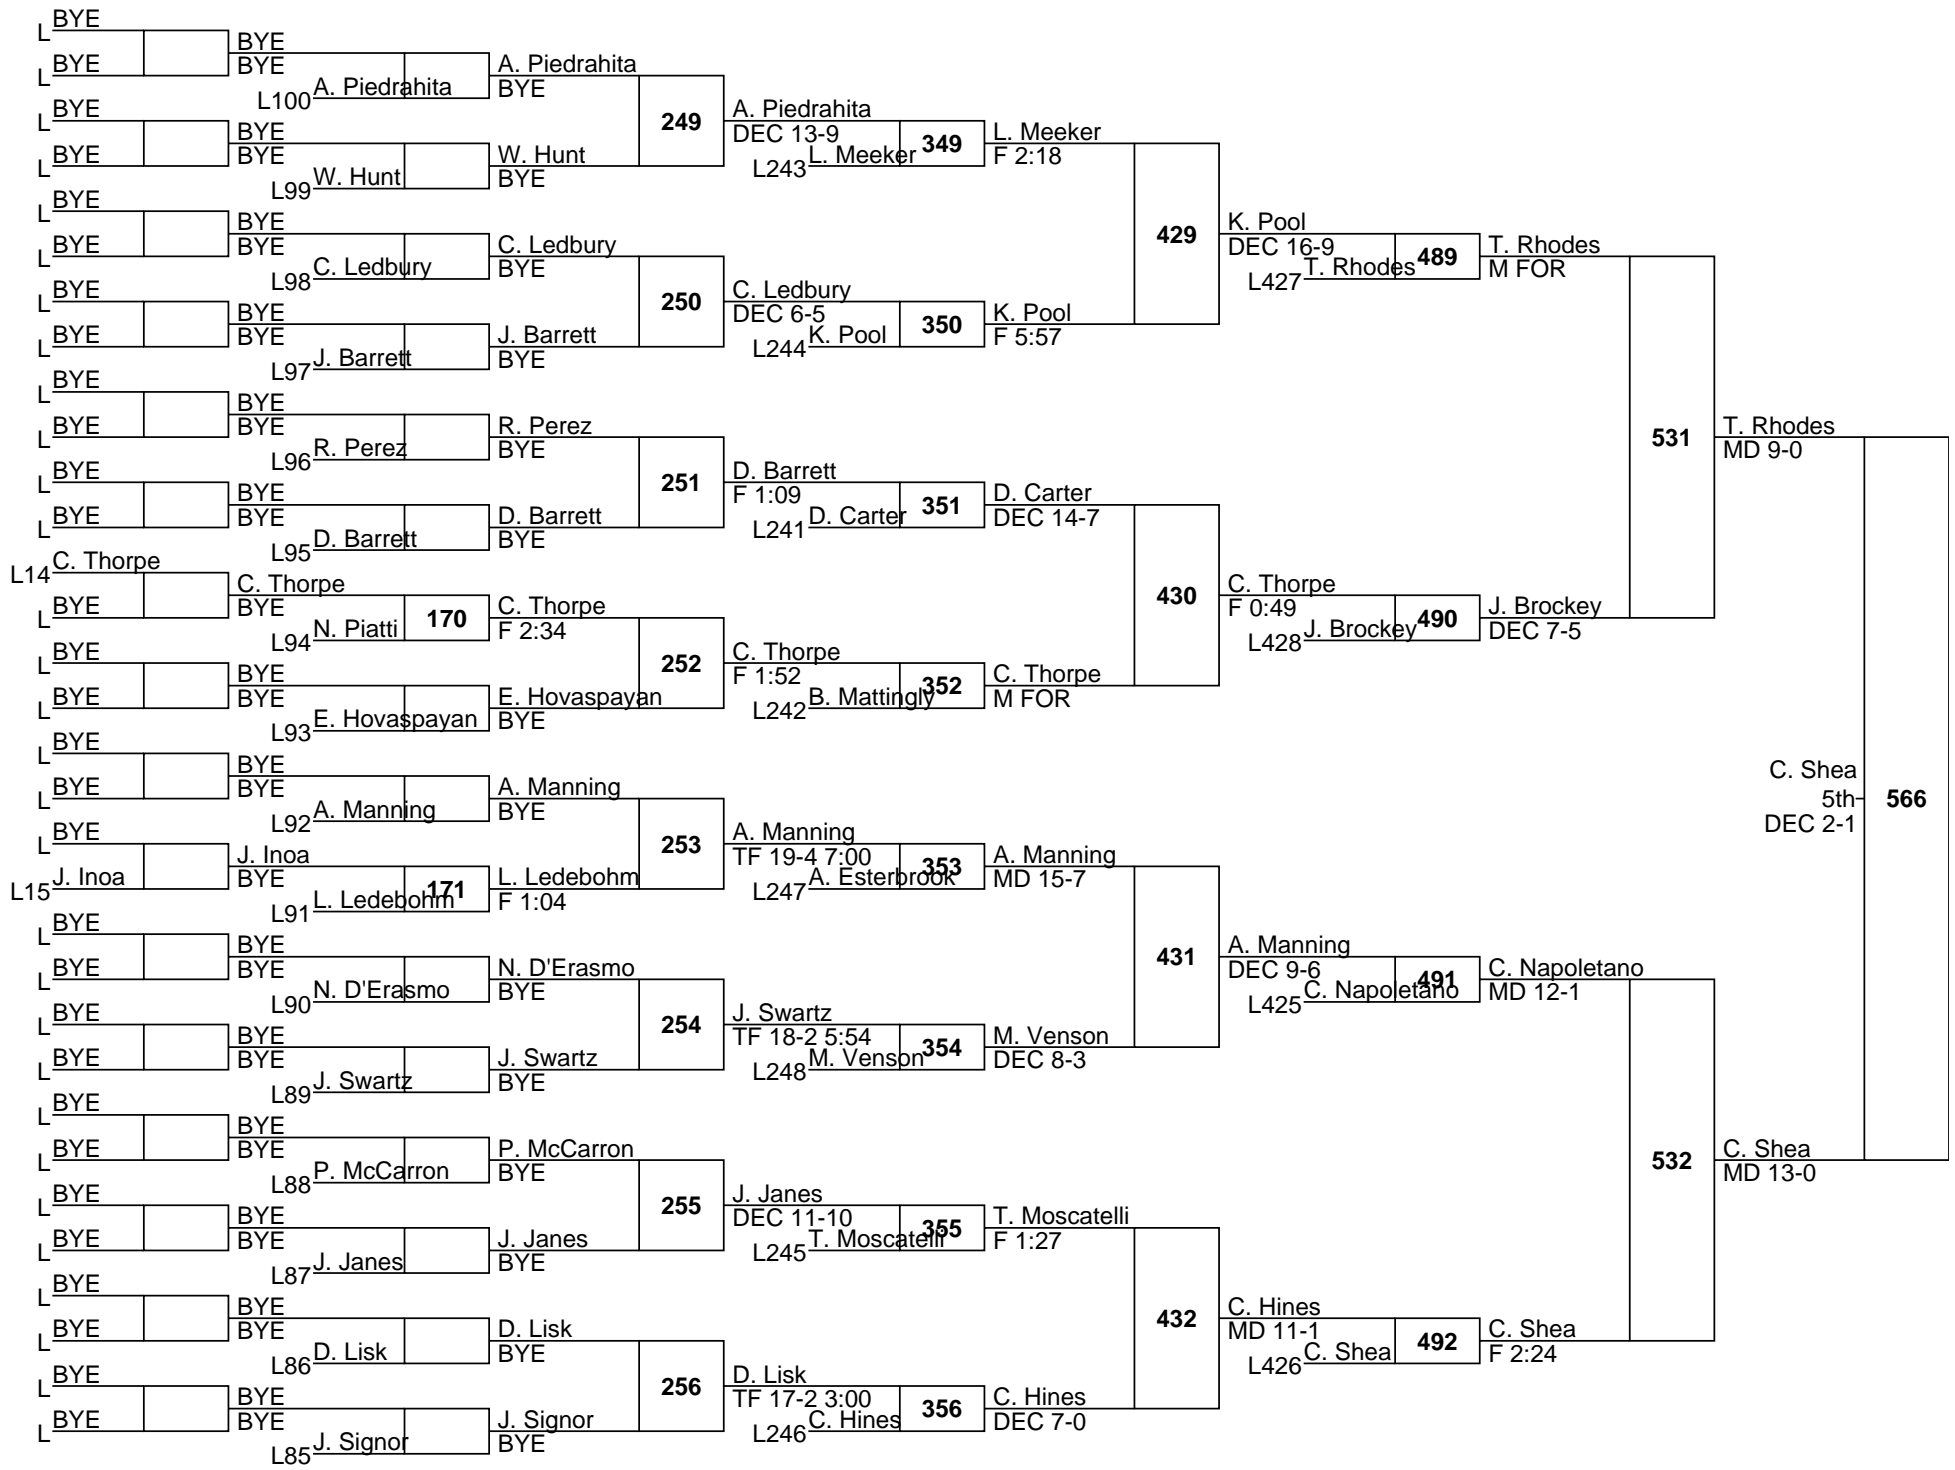 BYE
L
BYE
BYE
BYE
L
A. Piedrahita
L100
A. Piedrahita
BYE
BYE
L
BYE
BYE
BYE
L
W. Hunt
L99
W. Hunt
BYE
249
A. Piedrahita
DEC 13-9
L. Meeker
L243
349
L. Meeker
F 2:18
BYE
L
BYE
BYE
BYE
L
C. Ledbury
L98
C. Ledbury
BYE
BYE
L
BYE
BYE
BYE
L
J. Barrett
L97
J. Barrett
BYE
250
C. Ledbury
DEC 6-5
K. Pool
L244
350
K. Pool
F 5:57
429
K. Pool
DEC 16-9
T. Rhodes
L427
489
T. Rhodes
M FOR
BYE
L
BYE
BYE
BYE
L
R. Perez
L96
R. Perez
BYE
BYE
L
BYE
BYE
BYE
L
D. Barrett
L95
D. Barrett
BYE
251
D. Barrett
F 1:09
D. Carter
L241
351
D. Carter
DEC 14-7
C. Thorpe
L14
C. Thorpe
BYE
BYE
L
N. Piatti
L94
170
C. Thorpe
F 2:34
BYE
L
BYE
BYE
BYE
L
E. Hovaspayan
L93
E. Hovaspayan
BYE
252
C. Thorpe
F 1:52
B. Mattingly
L242
352
C. Thorpe
M FOR
430
C. Thorpe
F 0:49
J. Brockey
L428
490
J. Brockey
DEC 7-5
531
T. Rhodes
MD 9-0
BYE
L
BYE
BYE
BYE
L
A. Manning
L92
A. Manning
BYE
BYE
L
J. Inoa
BYE
J. Inoa
L15
L. Ledebohm
L91
171
L. Ledebohm
F 1:04
253
A. Manning
TF 19-4 7:00
A. Esterbrook
L247
353
A. Manning
MD 15-7
BYE
L
BYE
BYE
BYE
L
N. D'Erasmo
L90
N. D'Erasmo
BYE
BYE
L
BYE
BYE
BYE
L
J. Swartz
L89
J. Swartz
BYE
254
J. Swartz
TF 18-2 5:54
M. Venson
L248
354
M. Venson
DEC 8-3
431
A. Manning
DEC 9-6
C. Napoletano
L425
491
C. Napoletano
MD 12-1
BYE
L
BYE
BYE
BYE
L
P. McCarron
L88
P. McCarron
BYE
BYE
L
BYE
BYE
BYE
L
J. Janes
L87
J. Janes
BYE
255
J. Janes
DEC 11-10
T. Moscatelli
L245
355
T. Moscatelli
F 1:27
BYE
L
BYE
BYE
BYE
L
D. Lisk
L86
D. Lisk
BYE
BYE
L
BYE
BYE
BYE
L
J. Signor
L85
J. Signor
BYE
256
D. Lisk
TF 17-2 3:00
C. Hines
L246
356
C. Hines
DEC 7-0
432
C. Hines
MD 11-1
C. Shea
L426
492
C. Shea
F 2:24
532
C. Shea
MD 13-0
C. Shea
5th
DEC 2-1
566